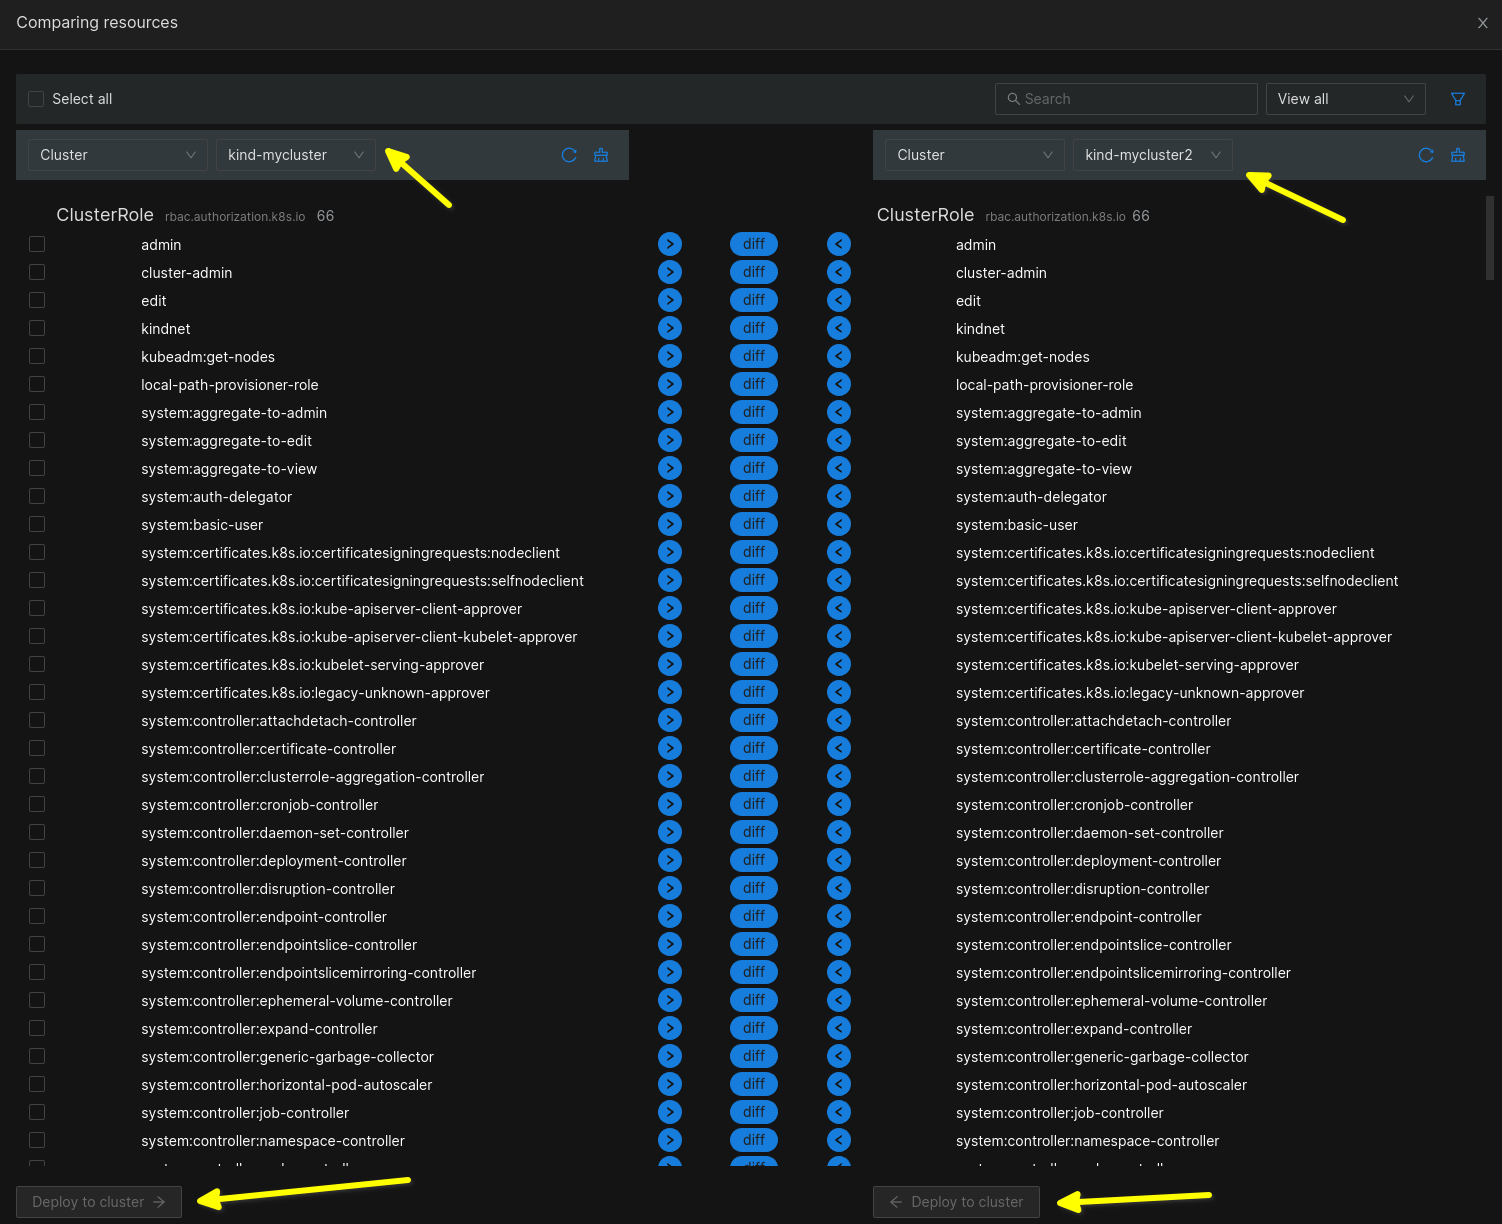 Comparing resources
Select all Search View all
Cluster kind-mycluster Cluster kind-mycluster2
ClusterRole rbac.authorization.k8s.io 66 ClusterRole rbac.authorization.k8s.io 66
admin diff admin
cluster-admin diff cluster-admin
edit diff edit
kindnet diff kindnet
kubeadm:get-nodes diff kubeadm:get-nodes
local-path-provisioner-role diff local-path-provisioner-role
system:aggregate-to-admin diff system:aggregate-to-admin
system:aggregate-to-edit diff system:aggregate-to-edit
system:aggregate-to-view diff system:aggregate-to-view
system:auth-delegator diff system:auth-delegator
system:basic-user diff system:basic-user
system:certificates.k8s.io:certificatesigningrequests:nodeclient diff system:certificates.k8s.io:certificatesigningrequests:nodeclient
system:certificates.k8s.io:certificatesigningrequests:selfnodeclient diff system:certificates.k8s.io:certificatesigningrequests:selfnodeclient
system:certificates.k8s.io:kube-apiserver-client-approver diff system:certificates.k8s.io:kube-apiserver-client-approver
system:certificates.k8s.io:kube-apiserver-client-kubelet-approver diff system:certificates.k8s.io:kube-apiserver-client-kubelet-approver
system:certificates.k8s.io:kubelet-serving-approver diff system:certificates.k8s.io:kubelet-serving-approver
system:certificates.k8s.io:legacy-unknown-approver diff system:certificates.k8s.io:legacy-unknown-approver
system:controller:attachdetach-controller diff system:controller:attachdetach-controller
system:controller:certificate-controller diff system:controller:certificate-controller
system:controller:clusterrole-aggregation-controller diff system:controller:clusterrole-aggregation-controller
system:controller:cronjob-controller diff system:controller:cronjob-controller
system:controller:daemon-set-controller diff system:controller:daemon-set-controller
system:controller:deployment-controller diff system:controller:deployment-controller
system:controller:disruption-controller diff system:controller:disruption-controller
system:controller:endpoint-controller diff system:controller:endpoint-controller
system:controller:endpointslice-controller diff system:controller:endpointslice-controller
system:controller:endpointslicemirroring-controller diff system:controller:endpointslicemirroring-controller
system:controller:ephemeral-volume-controller diff system:controller:ephemeral-volume-controller
system:controller:expand-controller diff system:controller:expand-controller
system:controller:generic-garbage-collector diff system:controller:generic-garbage-collector
system:controller:horizontal-pod-autoscaler diff system:controller:horizontal-pod-autoscaler
system:controller:job-controller diff system:controller:job-controller
system:controller:namespace-controller diff system:controller:namespace-controller
Deploy to cluster → ← Deploy to cluster